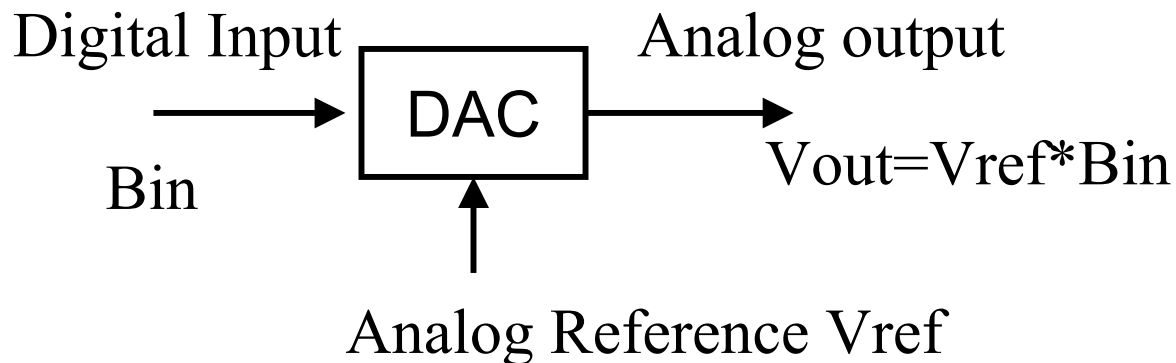 Digital Input
Analog output
DAC
Bin
Vout=Vref*Bin
Analog Reference Vref